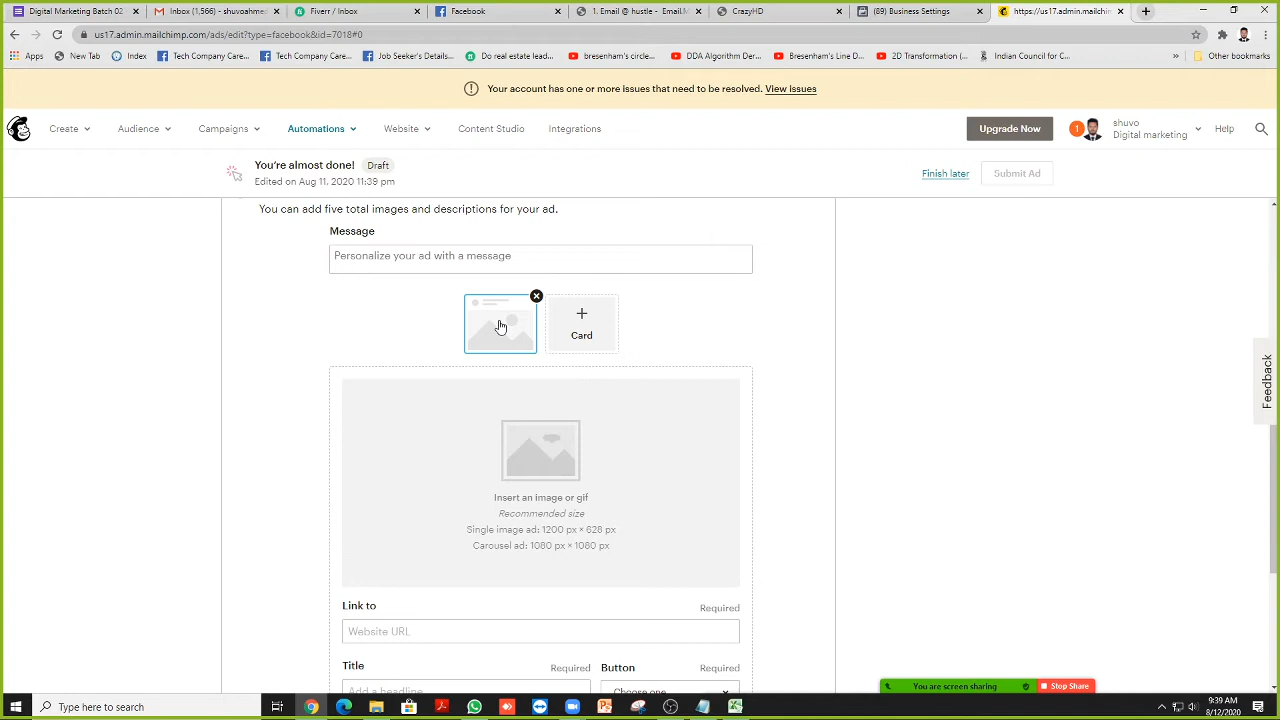 Digital Marketing Batch 02
Inbox (1,566) - shuvoahmes
Fiverr / Inbox
Facebook
1. Email @ hustle - Email.M
CrazyHD
(89) Business Settings
https://us17.admin.mailchimp
us17.admin.mailchimp.com/ads/edit?type=facebook&id=7018#0
Apps
New Tab
Index
Tech Company Care...
Tech Company Care...
Job Seeker's Details...
Do real estate lead...
bresenham's circle...
DDA Algorithm Der...
Bresenham's Line D...
2D Transformation (...
Indian Council for C...
Other bookmarks
Your account has one or more issues that need to be resolved. View issues
Create
Audience
Campaigns
Automations
Website
Content Studio
Integrations
Upgrade Now
1
shuvo
Digital marketing
Help
You're almost done! Draft
Edited on Aug 11, 2020 11:39 pm
Finish later
Submit Ad
You can add five total images and descriptions for your ad.
Message
Personalize your ad with a message
Card
Insert an image or gif
Recommended size
Single image ad: 1200 px × 628 px
Carousel ad: 1080 px × 1080 px
Link to
Required
Website URL
Title
Required
Button
Required
Add a headline
Choose one
Feedback
You are screen sharing
Stop Share
Type here to search
9:39 AM
8/12/2020